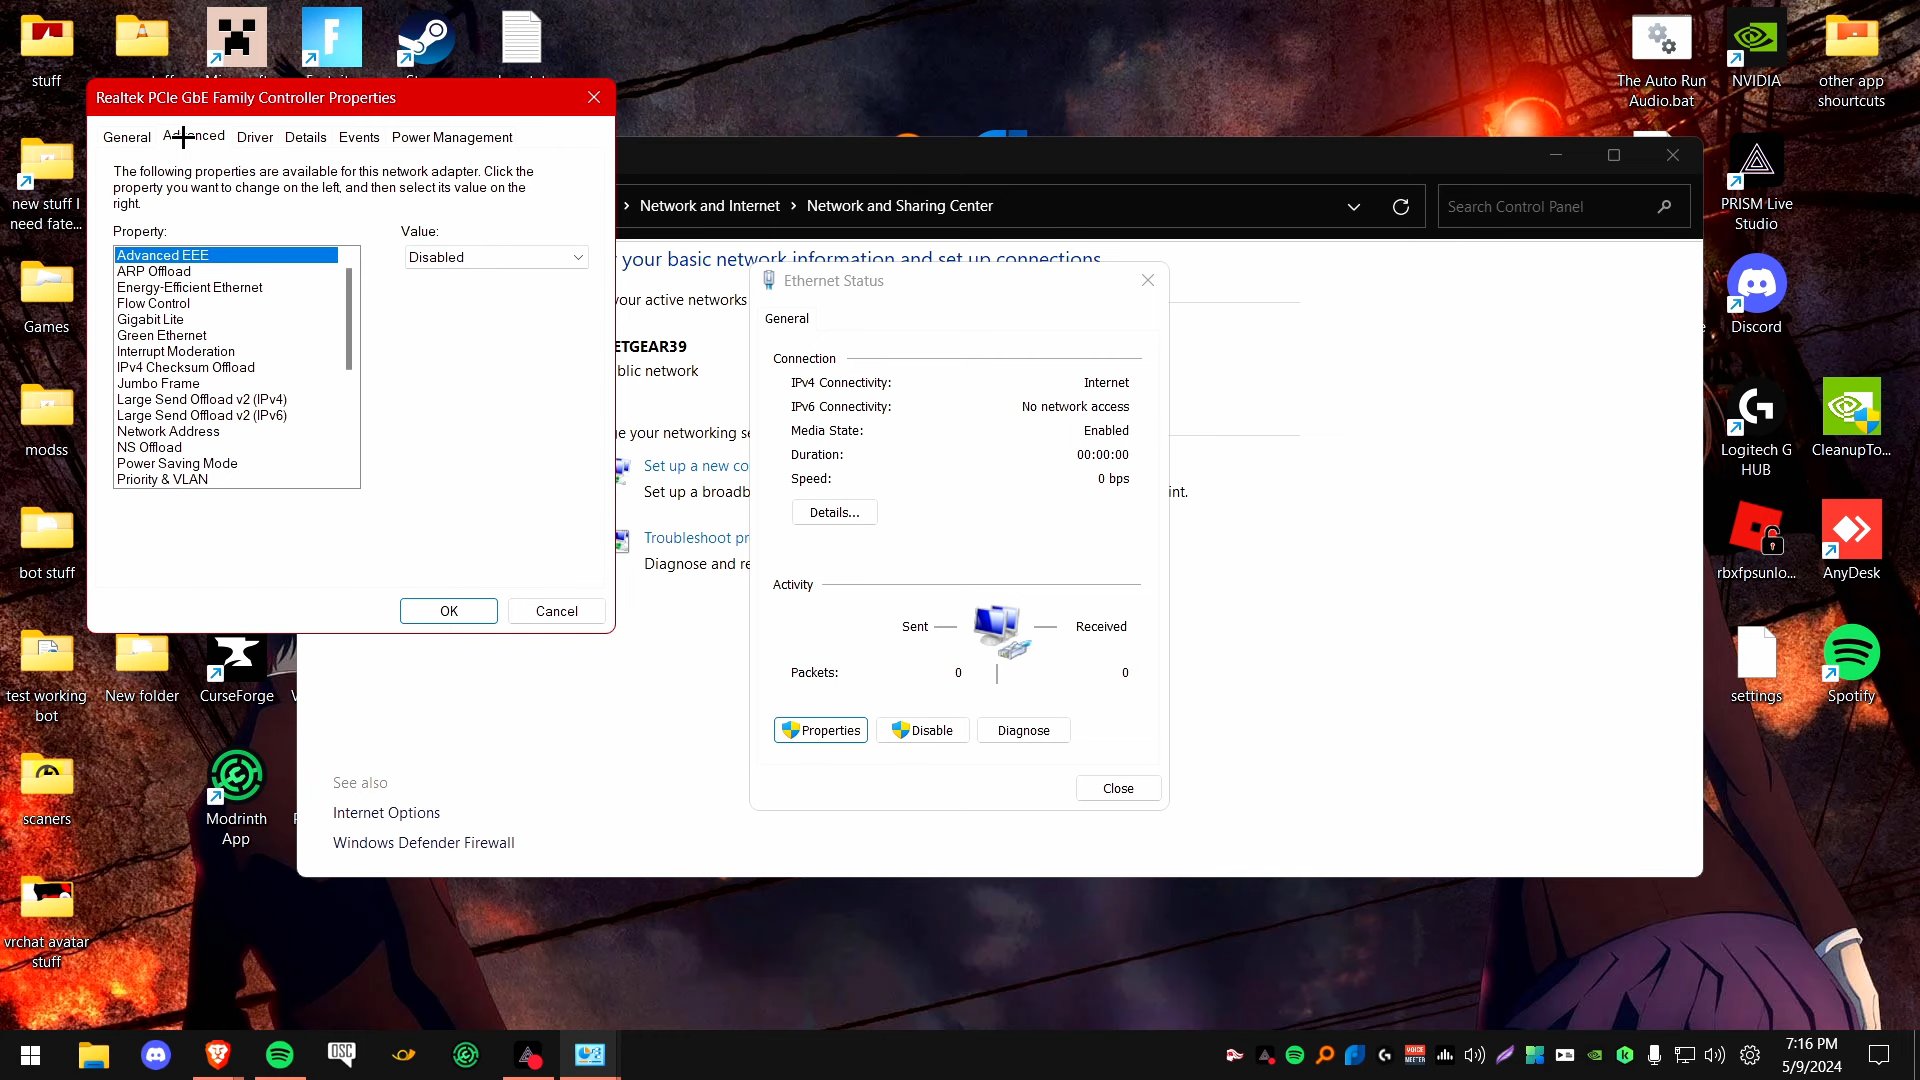 stuff
The Auto Run
Audio.bat
NVIDIA
other app
shourtcuts
Realtek PCIe GbE Family Controller Properties
General
Driver
Details
Events
Power Management
The following properties are available for this network adapter. Click the
property you want to change on the left, and then select its value on the
right.
Property:
Value:
Advanced EEE
ARP Offload
Energy-Efficient Ethernet
Flow Control
Gigabit Lite
Green Ethernet
Interrupt Moderation
IPv4 Checksum Offload
Jumbo Frame
Large Send Offload v2 (IPv4)
Large Send Offload v2 (IPv6)
Network Address
NS Offload
Power Saving Mode
Priority & VLAN
Disabled
OK
Cancel
Network and Internet
Network and Sharing Center
Search Control Panel
your basic network information and set up connections
our active networks
ETGEAR39
blic network
ge your networking se
Set up a new co
Set up a broadb
int.
Troubleshoot pr
Diagnose and re
See also
Internet Options
Windows Defender Firewall
Ethernet Status
General
Connection
IPv4 Connectivity:
Internet
IPv6 Connectivity:
No network access
Media State:
Enabled
Duration:
00:00:00
Speed:
0 bps
Details...
Activity
Sent
Received
Packets:
0
0
Properties
Disable
Diagnose
Close
new stuff I
need fate...
Games
modss
bot stuff
test working
bot
New folder
CurseForge
scaners
Modrinth
App
vrchat avatar
stuff
PRISM Live
Studio
Discord
Logitech G
HUB
CleanupTo...
rbxfpsunlo...
AnyDesk
settings
Spotify
OSC
VOICE
MEETER
7:16 PM
5/9/2024